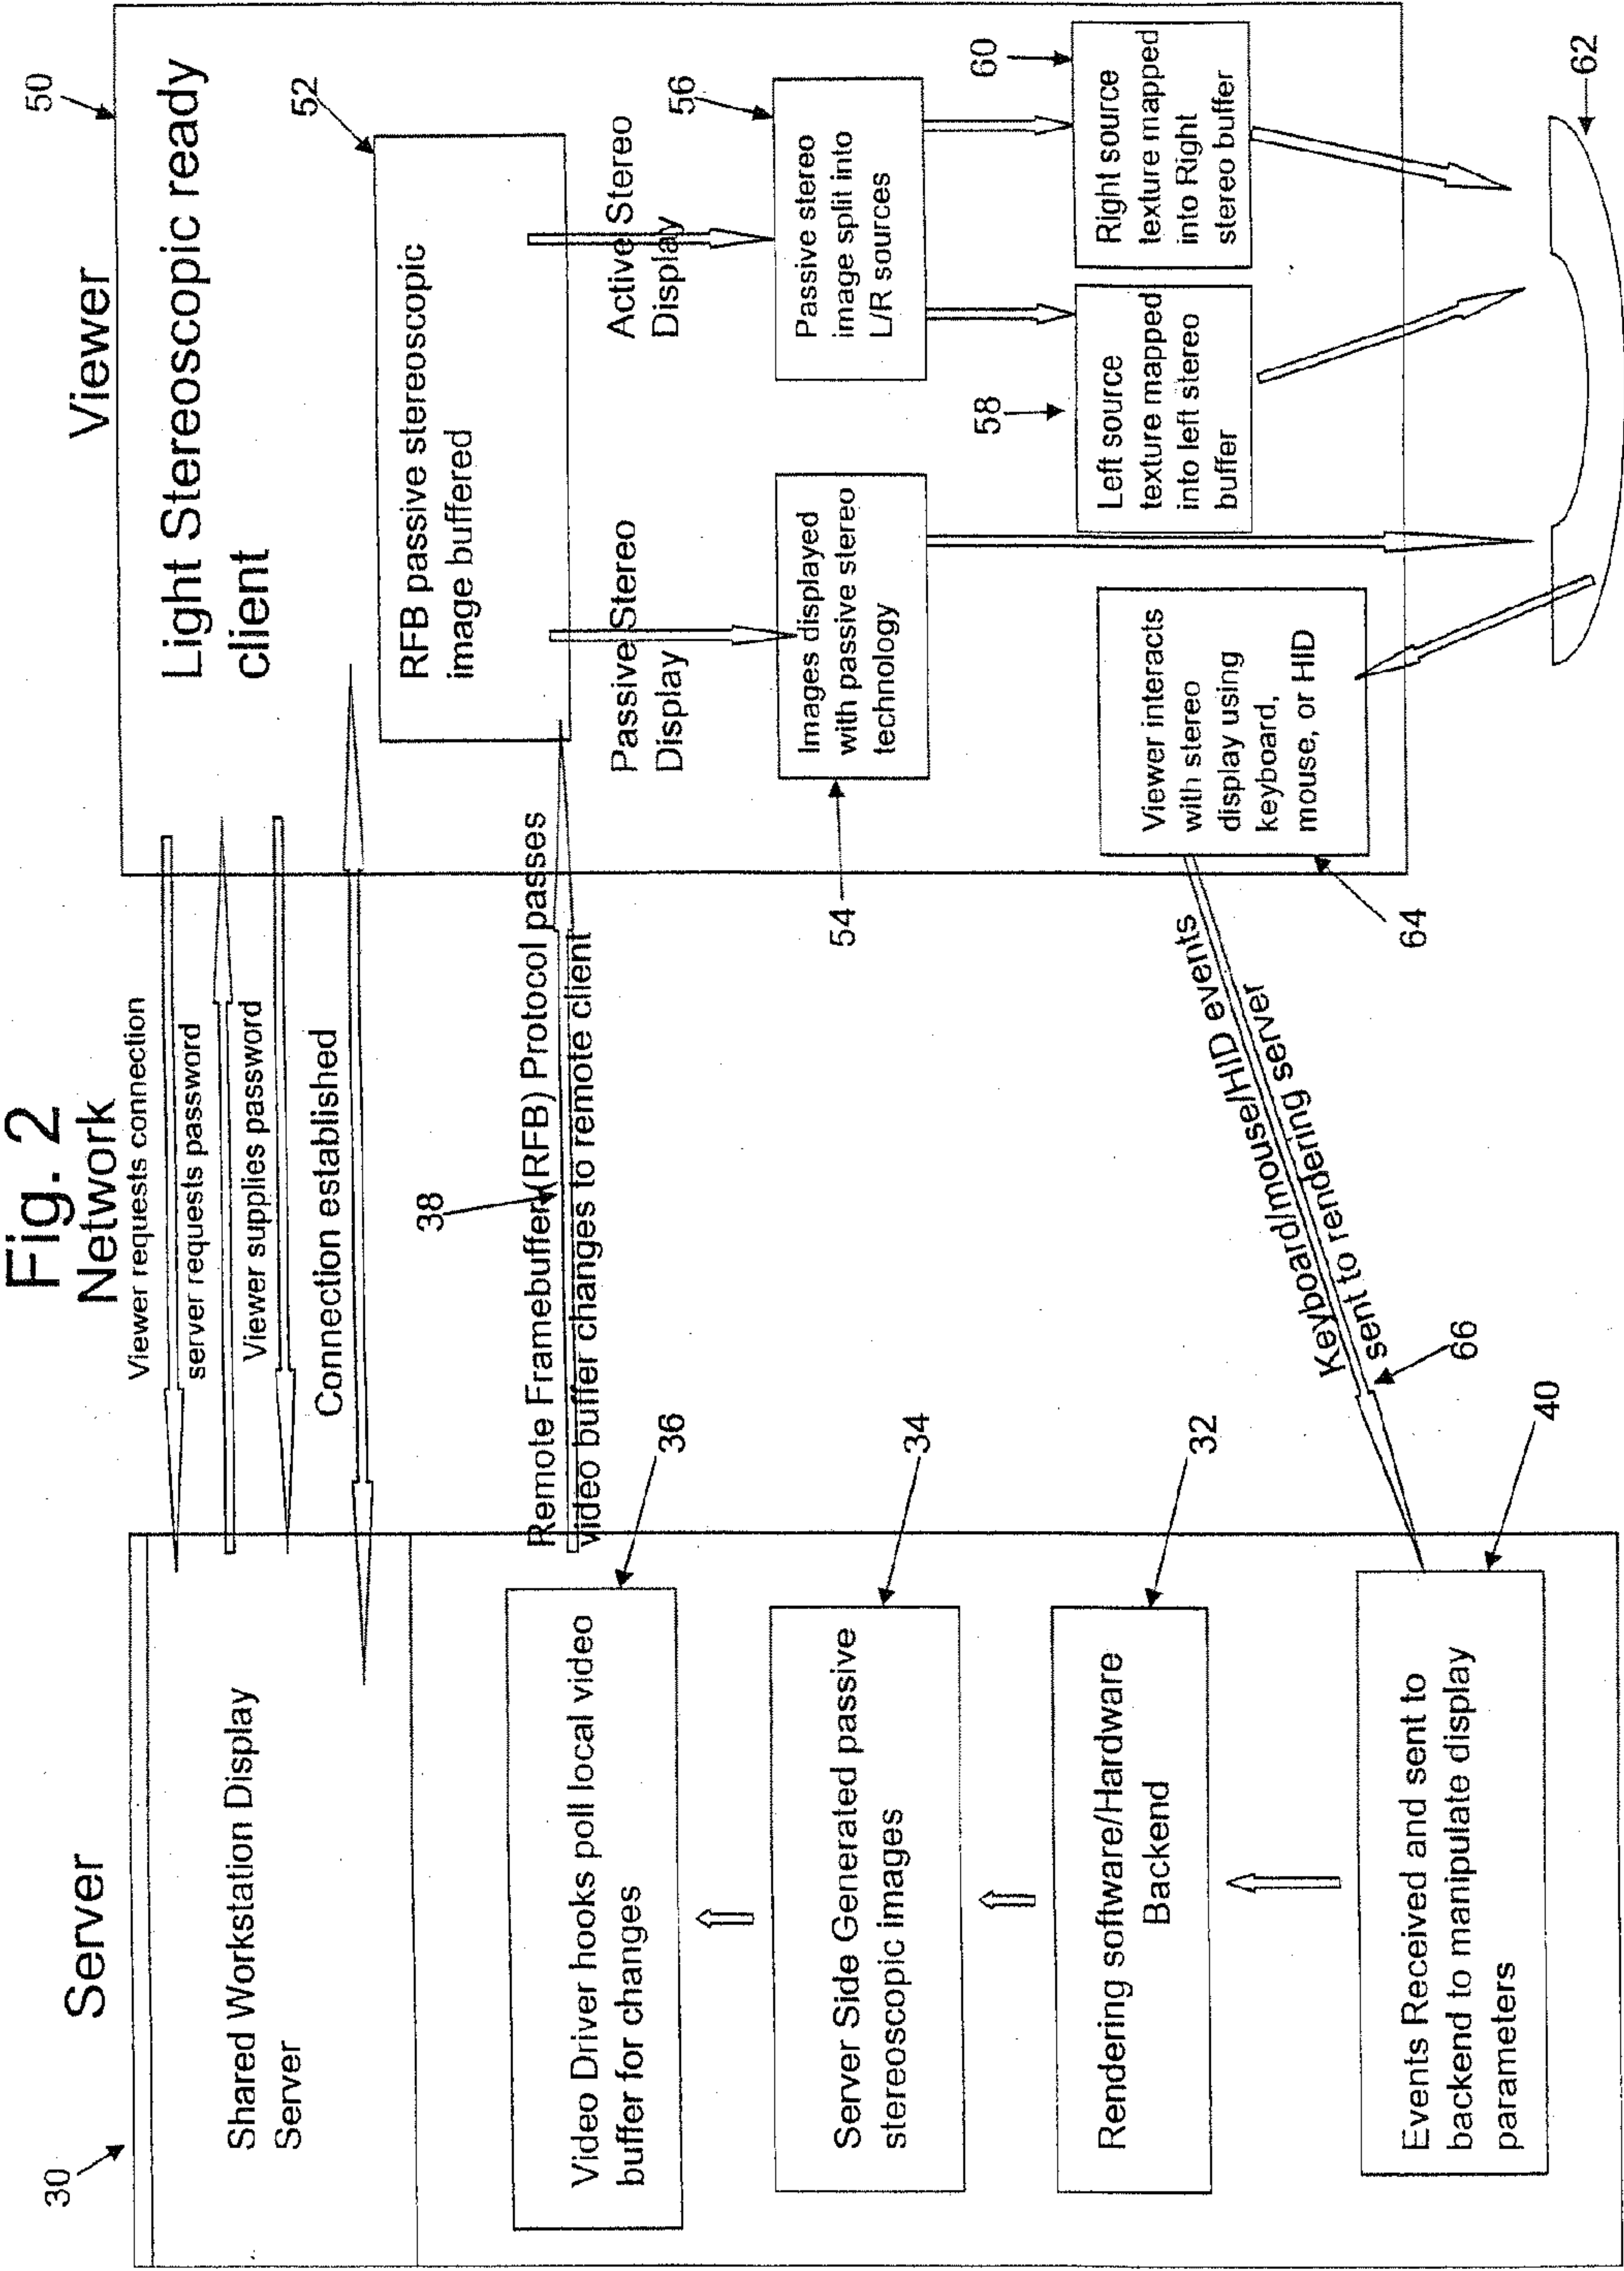 Fig. 2
Server
Network
Viewer
30
Shared Workstation Display
Server
Video Driver hooks poll local video
buffer for changes
36
Server Side Generated passive
stereoscopic images
34
Rendering software/Hardware
Backend
32
Events Received and sent to
backend to manipulate display
parameters
40
Viewer requests connection
server requests password
Viewer supplies password
Connection established
38
Remote Framebuffer (RFB) Protocol passes
video buffer changes to remote client
Keyboard/mouse/HID events
sent to rendering server
66
50
Light Stereoscopic ready
client
52
RFB passive stereoscopic
image buffered
Passive Stereo
Display
Active Stereo
Display
54
Images displayed
with passive stereo
technology
56
Passive stereo
image split into
L/R sources
58
Left source
texture mapped
into left stereo
buffer
60
Right source
texture mapped
into Right
stereo buffer
Viewer interacts
with stereo
display using
keyboard,
mouse, or HID
64
62